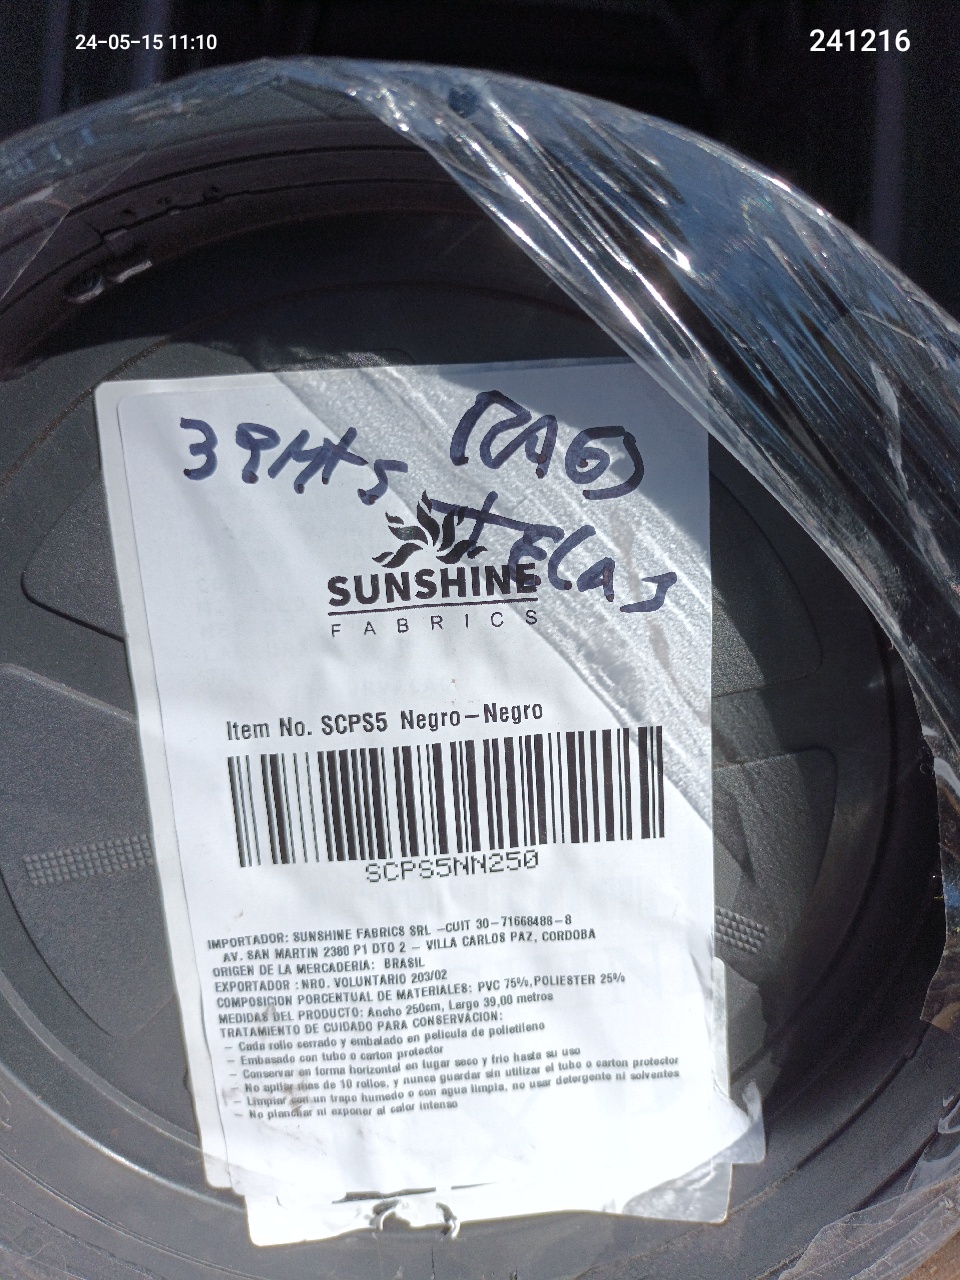 24-05-15 11:10
241216
39Mts
TELAS
SUNSHINE
FABRICS
Item No. SCPS5 Negro-Negro
SCPS5NN250
IMPORTADOR: SUNSHINE FABRICS SRL -CUIT 30-71668488-8
AV. SAN MARTIN 2380 P1 DTO 2 - VILLA CARLOS PAZ, CORDOBA
ORIGEN DE LA MERCADERIA: BRASIL
EXPORTADOR :NRO. VOLUNTARIO 203/02
COMPOSICION PORCENTUAL DE MATERIALES: PVC 75%,POLIESTER 25%
MEDIDAS DEL PRODUCTO: Ancho 250cm, Largo 39,00 metros
TRATAMIENTO DE CUIDADO PARA CONSERVACION:
- Cada rollo cerrado y embalado en pelicula de polietileno
- Embasado con tubo o carton protector
- Conservar en forma horizontal en lugar seco y frio hasta su uso
- No apilar mas de 10 rollos, y nunca guardar sin utilizar el tubo o carton protector
- Limpiar con un trapo humedo o con agua limpia, no usar detergente ni solventes
- No planchar ni exponer al calor intenso